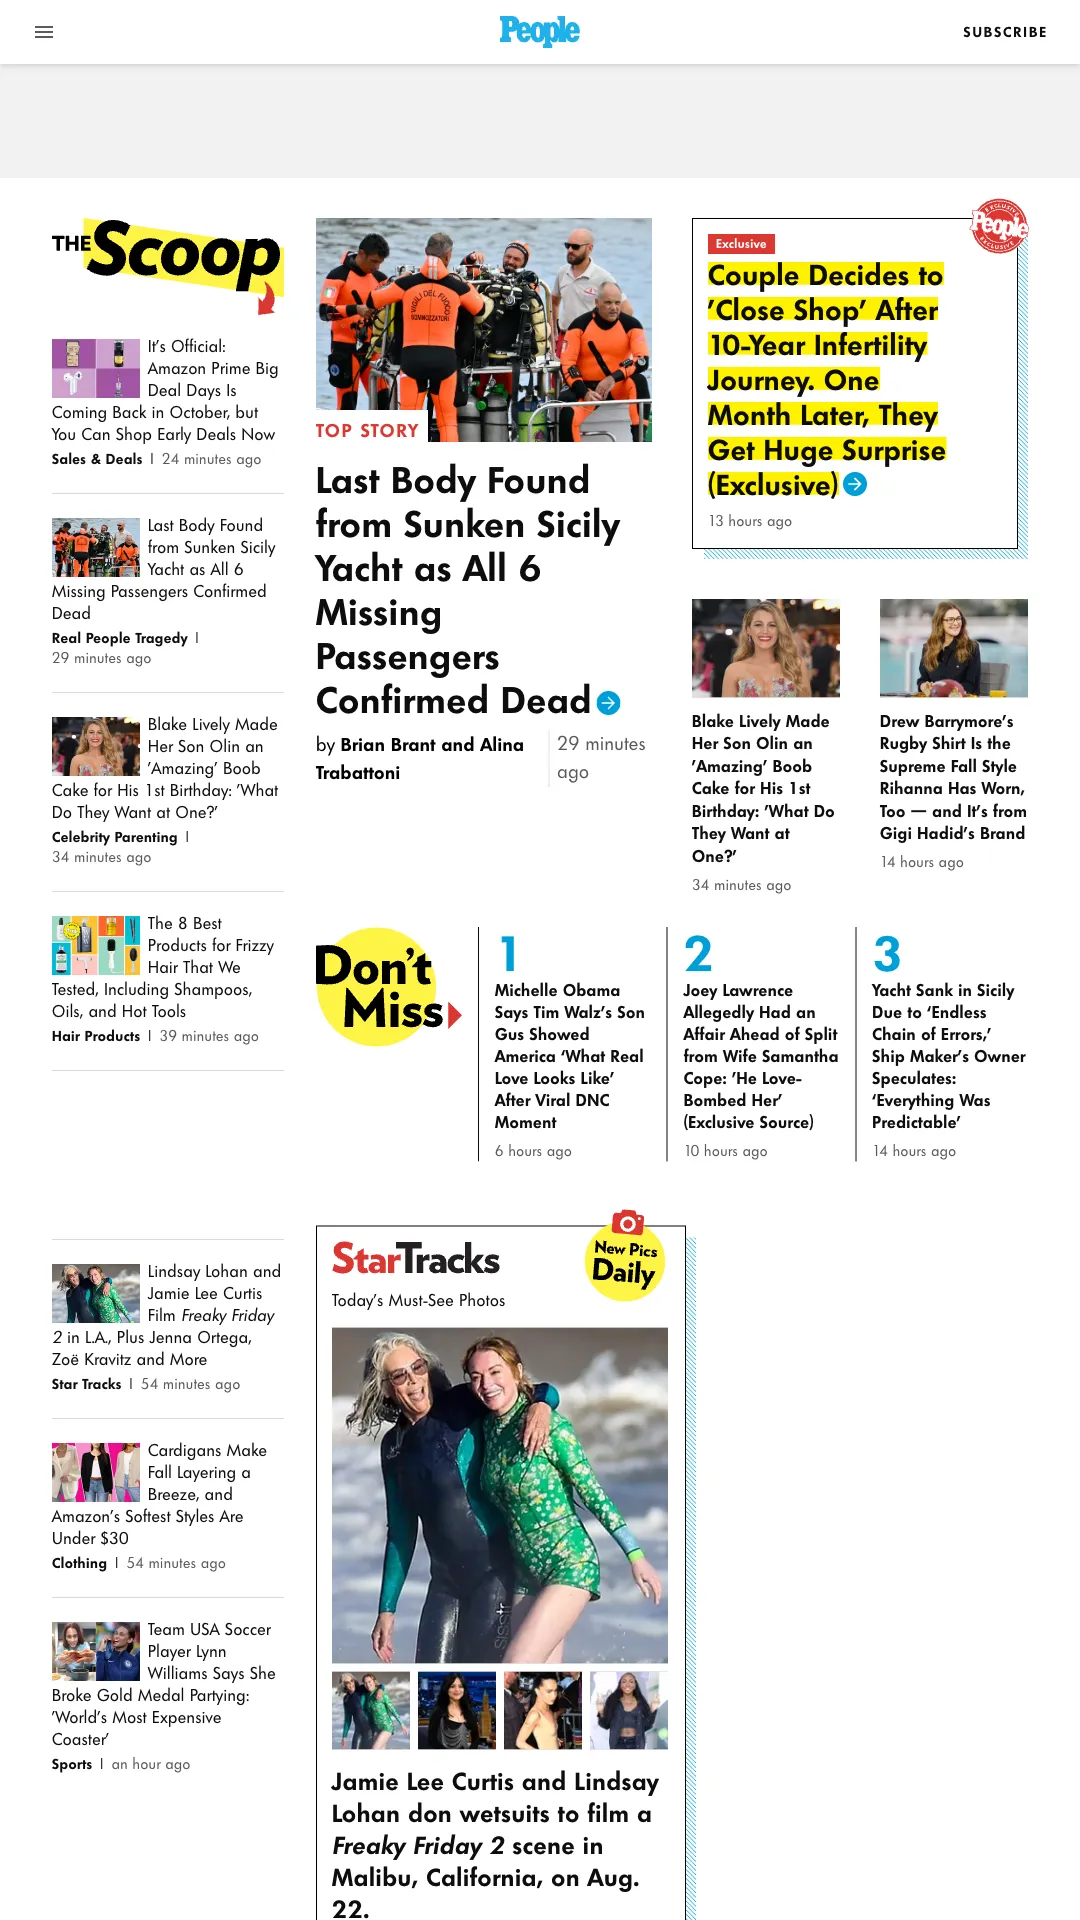 People
SUBSCRIBE
THE Scoop
It's Official:
Amazon Prime Big
Deal Days Is
Coming Back in October, but
You Can Shop Early Deals Now
Sales & Deals | 24 minutes ago
Last Body Found
from Sunken Sicily
Yacht as All 6
Missing Passengers Confirmed
Dead
Real People Tragedy |
29 minutes ago
Blake Lively Made
Her Son Olin an
'Amazing' Boob
Cake for His 1st Birthday: 'What
Do They Want at One?'
Celebrity Parenting |
34 minutes ago
The 8 Best
Products for Frizzy
Hair That We
Tested, Including Shampoos,
Oils, and Hot Tools
Hair Products | 39 minutes ago
VIGILI DEL FUOCO
SOMMOZZATORI
TOP STORY
Last Body Found
from Sunken Sicily
Yacht as All 6
Missing
Passengers
Confirmed Dead
by Brian Brant and Alina
Trabattoni
29 minutes
ago
EXCLUSIVE
People
EXCLUSIVE
Exclusive
Couple Decides to
'Close Shop' After
10-Year Infertility
Journey. One
Month Later, They
Get Huge Surprise
(Exclusive)
13 hours ago
Blake Lively Made
Her Son Olin an
'Amazing' Boob
Cake for His 1st
Birthday: 'What Do
They Want at
One?'
34 minutes ago
Drew Barrymore's
Rugby Shirt Is the
Supreme Fall Style
Rihanna Has Worn,
Too — and It's from
Gigi Hadid's Brand
14 hours ago
Don't
Miss
1
Michelle Obama
Says Tim Walz's Son
Gus Showed
America 'What Real
Love Looks Like'
After Viral DNC
Moment
6 hours ago
2
Joey Lawrence
Allegedly Had an
Affair Ahead of Split
from Wife Samantha
Cope: 'He Love-
Bombed Her'
(Exclusive Source)
10 hours ago
3
Yacht Sank in Sicily
Due to 'Endless
Chain of Errors,'
Ship Maker's Owner
Speculates:
'Everything Was
Predictable'
14 hours ago
Lindsay Lohan and
Jamie Lee Curtis
Film Freaky Friday
2 in L.A., Plus Jenna Ortega,
Zoë Kravitz and More
Star Tracks | 54 minutes ago
Cardigans Make
Fall Layering a
Breeze, and
Amazon's Softest Styles Are
Under $30
Clothing | 54 minutes ago
Team USA Soccer
Player Lynn
Williams Says She
Broke Gold Medal Partying:
'World's Most Expensive
Coaster'
Sports | an hour ago
StarTracks
New Pics
Daily
Today's Must-See Photos
Sisstr
Jamie Lee Curtis and Lindsay
Lohan don wetsuits to film a
Freaky Friday 2 scene in
Malibu, California, on Aug.
22.